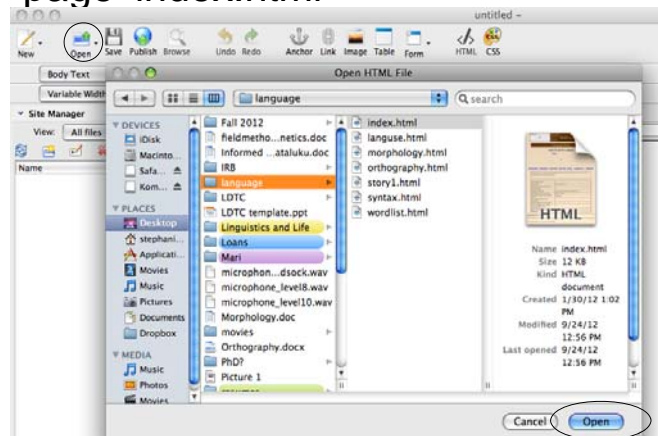 page index.html
untitled –
New Open Save Publish Browse Undo Redo Anchor Link Image Table Form HTML CSS
Body Text
Open HTML File
Variable Width
language
search
Site Manager
View: All files
Name
DEVICES
iDisk
Macinto...
Safa...
Kom...
PLACES
Desktop
stephani...
Applicati...
Movies
Music
Pictures
Documents
Dropbox
MEDIA
Music
Photos
Movies
Fall 2012
fieldmetho...netics.doc
Informed ...ataluku.doc
IRB
language
LDTC
LDTC template.ppt
Linguistics and Life
Loans
Mari
microphon...dsock.wav
microphone_level8.wav
microphone_level10.wav
Morphology.doc
movies
Orthography.docx
PhD?
Picture 1
index.html
languse.html
morphology.html
orthography.html
story1.html
syntax.html
wordlist.html
HTML
Name index.html
Size 12 KB
Kind HTML
document
Created 1/30/12 1:02
PM
Modified 9/24/12
12:56 PM
Last opened 9/24/12
12:56 PM
Cancel
Open